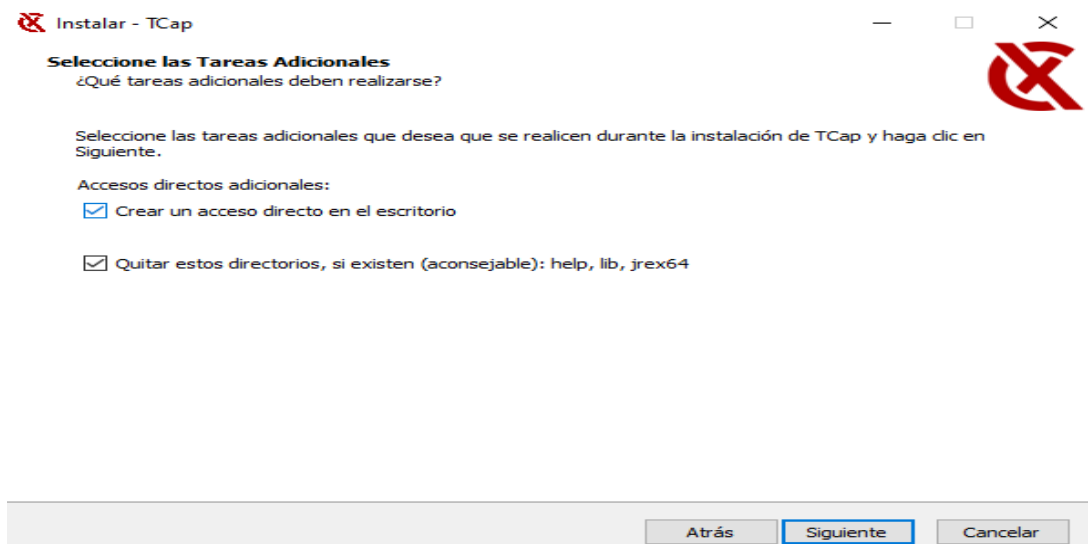 Instalar - TCap
Seleccione las Tareas Adicionales
¿Qué tareas adicionales deben realizarse?
Seleccione las tareas adicionales que desea que se realicen durante la instalación de TCap y haga clic en
Siguiente.
Accesos directos adicionales:
Crear un acceso directo en el escritorio
Quitar estos directorios, si existen (aconsejable): help, lib, jrex64
Atrás Siguiente Cancelar